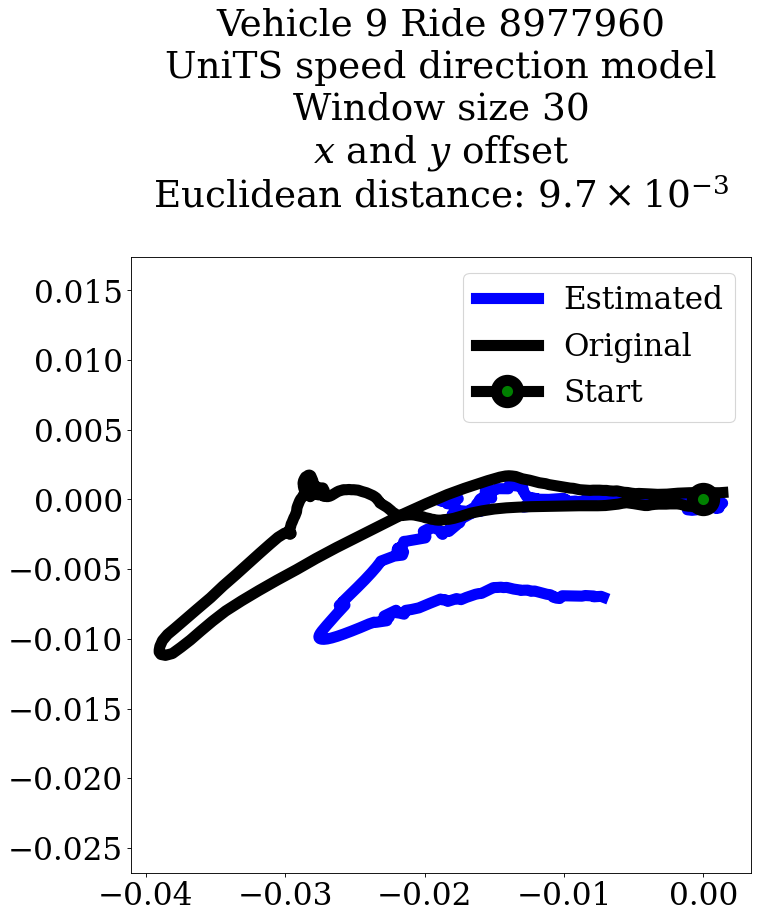 Vehicle 9 Ride 8977960
UniTS speed direction model
Window size 30
x and y offset
Euclidean distance: 9.7 × 10⁻³
Estimated
Original
Start
0.015
0.010
0.005
0.000
−0.005
−0.010
−0.015
−0.020
−0.025
−0.04 −0.03 −0.02 −0.01 0.00